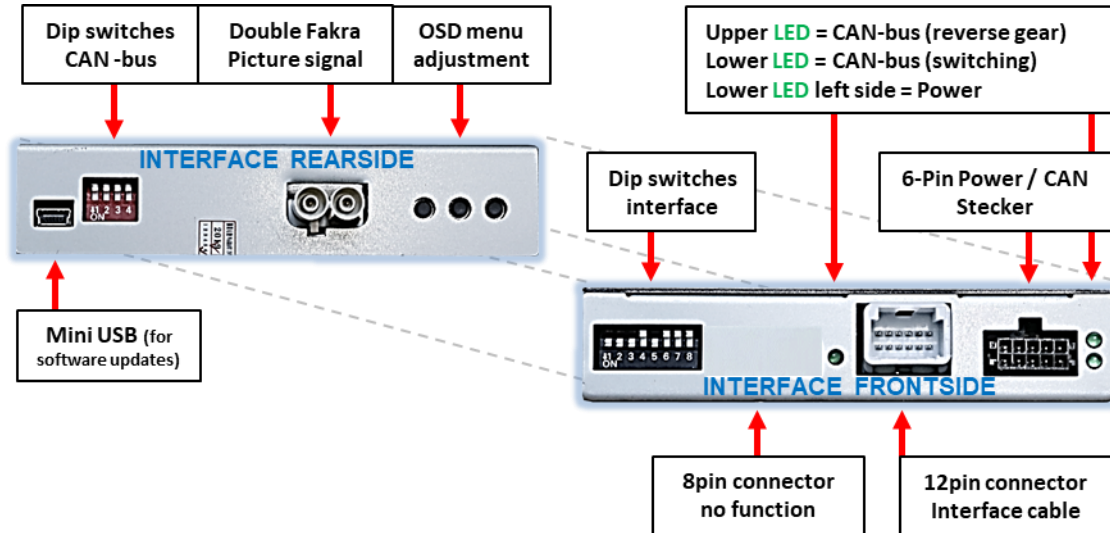 Dip switches
CAN -bus
Double Fakra
Picture signal
OSD menu
adjustment
Upper LED = CAN-bus (reverse gear)
Lower LED = CAN-bus (switching)
Lower LED left side = Power
INTERFACE REARSIDE
1 2 3 4
ON
Dip switches
interface
6-Pin Power / CAN
Stecker
Mini USB (for
software updates)
1 2 3 4 5 6 7 8
ON
INTERFACE FRONTSIDE
8pin connector
no function
12pin connector
Interface cable